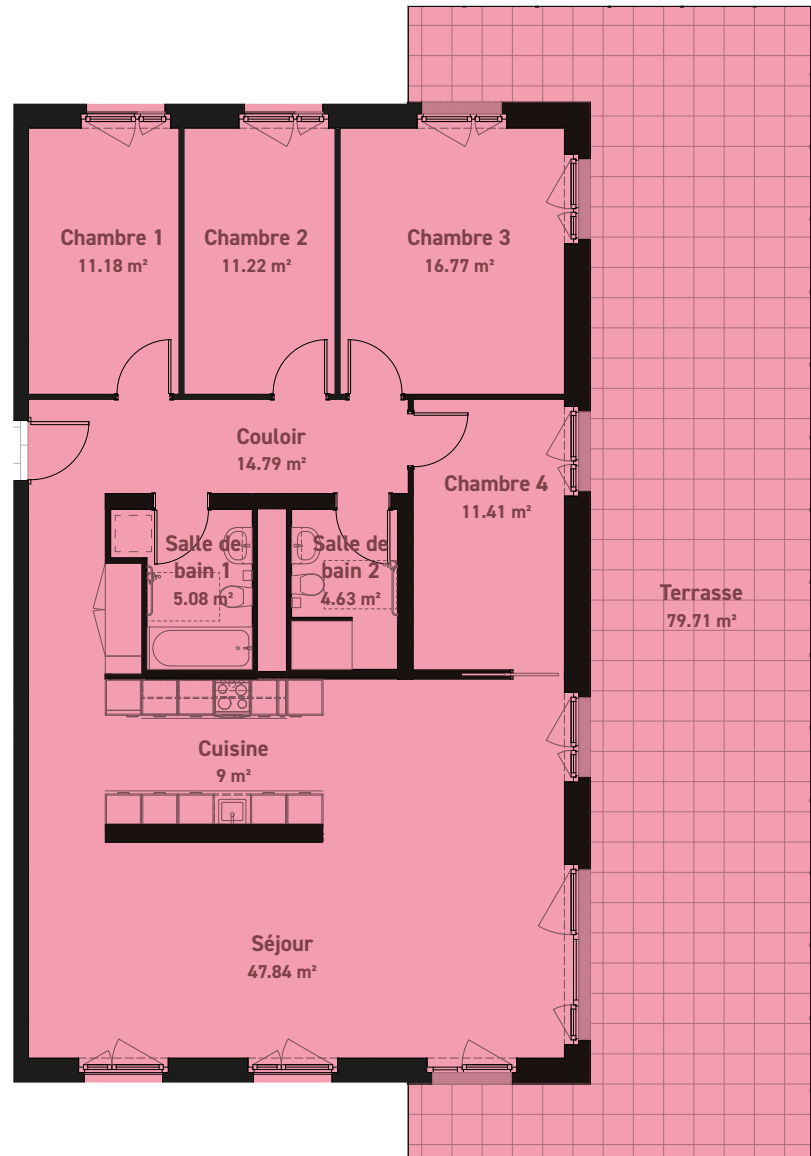 Chambre 1
11.18 m²
Chambre 2
11.22 m²
Chambre 3
16.77 m²
Couloir
14.79 m²
Chambre 4
11.41 m²
Salle de
bain 1
5.08 m²
Salle de
bain 2
4.63 m²
Terrasse
79.71 m²
Cuisine
9 m²
Séjour
47.84 m²